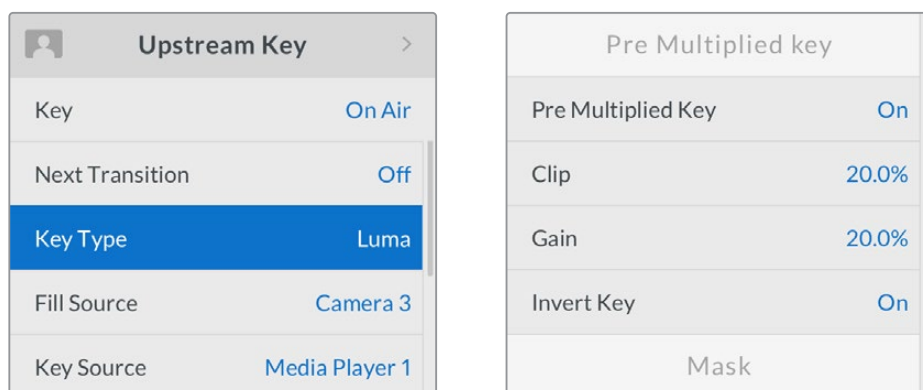 Upstream Key
Key On Air
Next Transition Off
Key Type Luma
Fill Source Camera 3
Key Source Media Player 1
Pre Multiplied key
Pre Multiplied Key On
Clip 20.0%
Gain 20.0%
Invert Key On
Mask